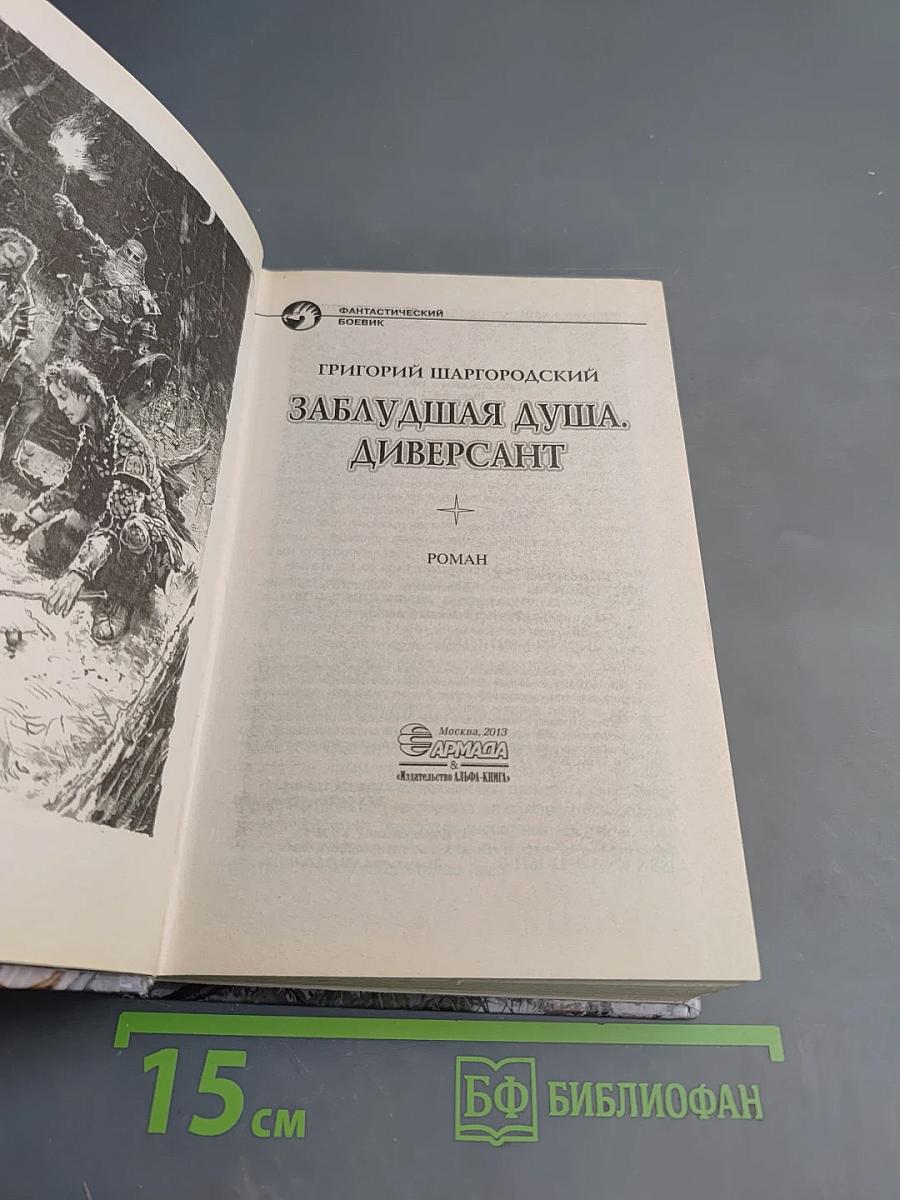 ФАНТАСТИЧЕСКИЙ
БОЕВИК
ГРИГОРИЙ ШАРГОРОДСКИЙ
ЗАБЛУДШАЯ ДУША.
ДИВЕРСАНТ
РОМАН
Москва, 2013
АРМАДА
&
«Издательство АЛЬФА-КНИГА»
15 см
БФ БИБЛИОФАН